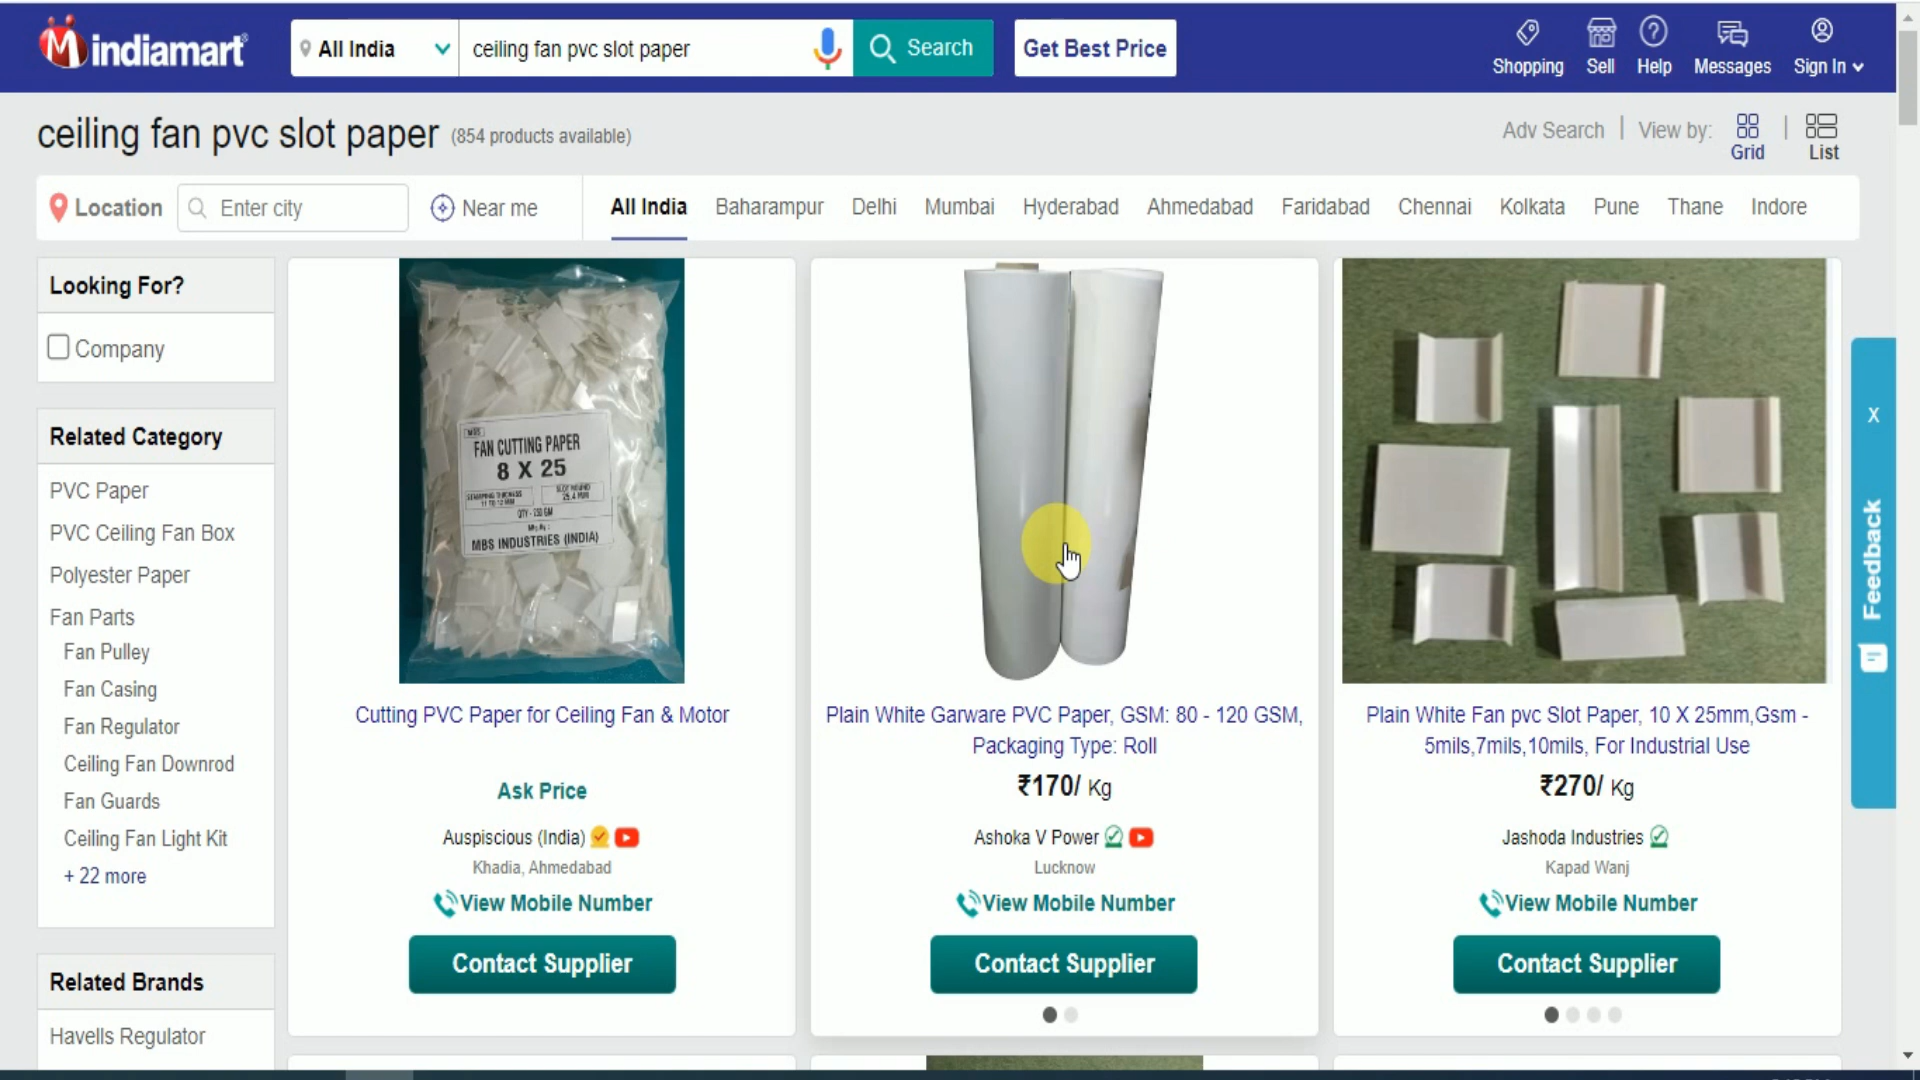 indiamart
All India
ceiling fan pvc slot paper
Search
Get Best Price
Shopping
Sell
Help
Messages
Sign In
ceiling fan pvc slot paper (854 products available)
Adv Search | View by: Grid | List
Location
Enter city
Near me
All India Baharampur Delhi Mumbai Hyderabad Ahmedabad Faridabad Chennai Kolkata Pune Thane Indore
Looking For?
Company
Related Category
PVC Paper
PVC Ceiling Fan Box
Polyester Paper
Fan Parts
Fan Pulley
Fan Casing
Fan Regulator
Ceiling Fan Downrod
Fan Guards
Ceiling Fan Light Kit
+ 22 more
Related Brands
Havells Regulator
MBS
FAN CUTTING PAPER
8 X 25
QTY - 250 GM
Mfg. By :
MBS INDUSTRIES (INDIA)
Cutting PVC Paper for Ceiling Fan & Motor
Ask Price
Auspiscious (India)
Khadia, Ahmedabad
View Mobile Number
Contact Supplier
Plain White Garware PVC Paper, GSM: 80 - 120 GSM,
Packaging Type: Roll
₹170/ Kg
Ashoka V Power
Lucknow
View Mobile Number
Contact Supplier
Plain White Fan pvc Slot Paper, 10 X 25mm,Gsm -
5mils,7mils,10mils, For Industrial Use
₹270/ Kg
Jashoda Industries
Kapad Wanj
View Mobile Number
Contact Supplier
X
Feedback